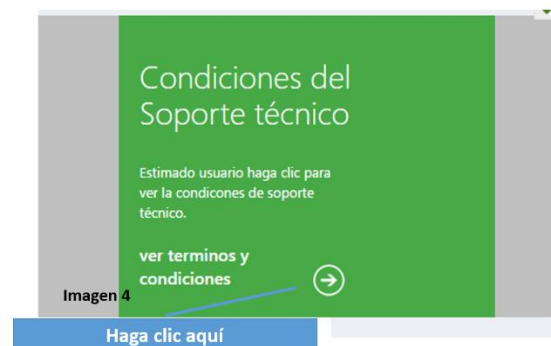 Condiciones del
Soporte técnico
Estimado usuario haga clic para
ver la condicones de soporte
técnico.
ver terminos y
condiciones
Imagen 4
Haga clic aquí